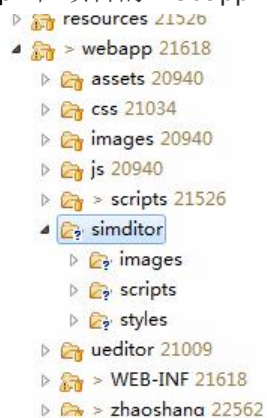 resources 21526
> webapp 21618
assets 20940
css 21034
images 20940
js 20940
> scripts 21526
simditor
images
scripts
styles
ueditor 21009
> WEB-INF 21618
> zhaoshang 22562